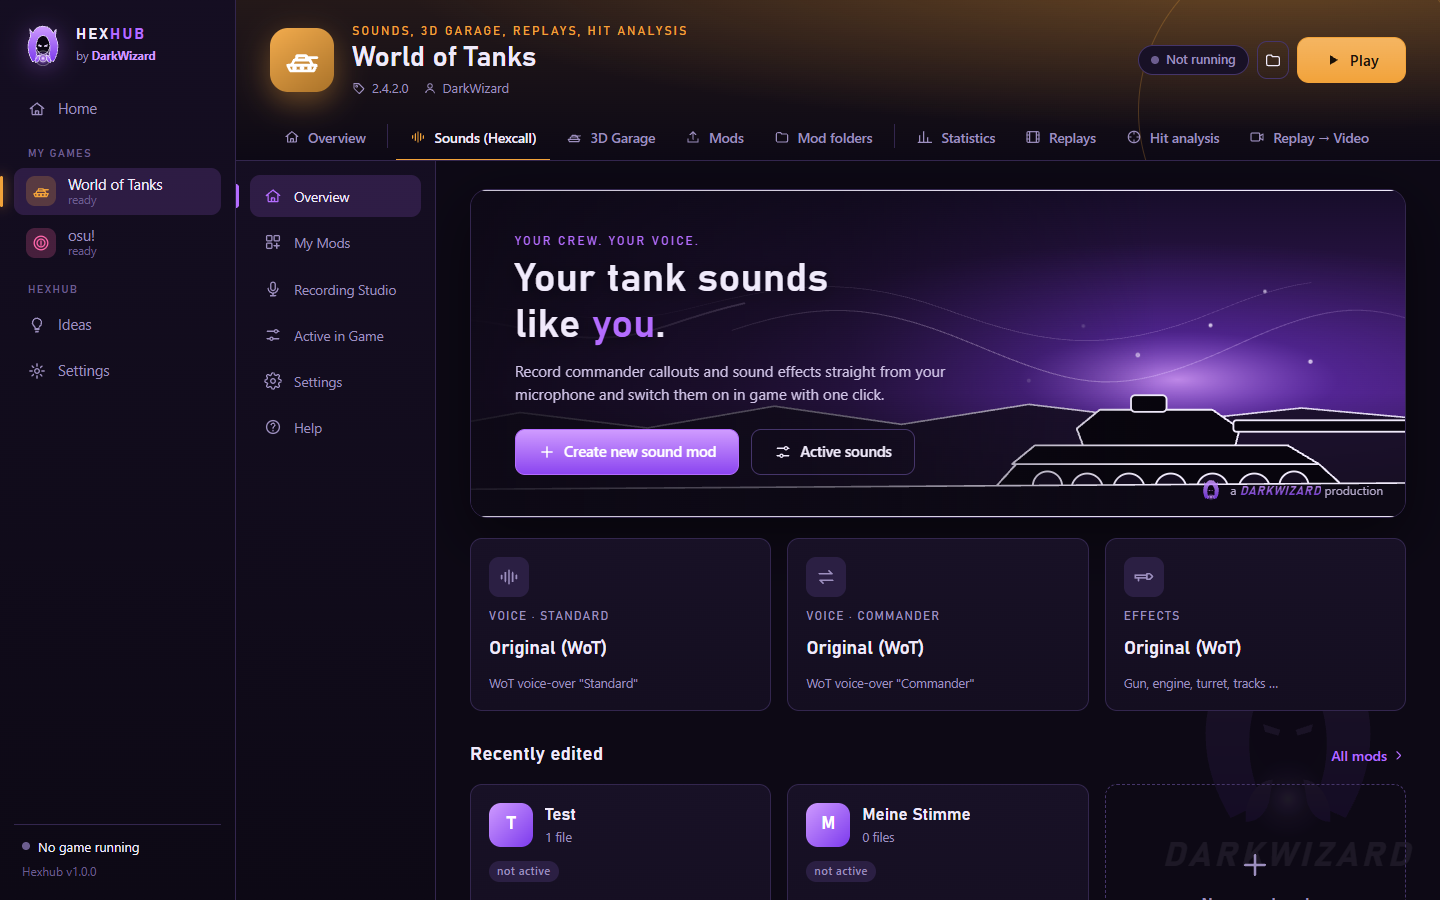 HEXHUB
by DarkWizard
Home
MY GAMES
World of Tanks
ready
osu!
ready
HEXHUB
Ideas
Settings
No game running
Hexhub v1.0.0
SOUNDS, 3D GARAGE, REPLAYS, HIT ANALYSIS
World of Tanks
2.4.2.0 DarkWizard
Not running
Play
Overview Sounds (Hexcall) 3D Garage Mods Mod folders Statistics Replays Hit analysis Replay → Video
Overview
My Mods
Recording Studio
Active in Game
Settings
Help
YOUR CREW. YOUR VOICE.
Your tank sounds
like you.
Record commander callouts and sound effects straight from your
microphone and switch them on in game with one click.
Create new sound mod Active sounds
a DARKWIZARD production
VOICE · STANDARD
Original (WoT)
WoT voice-over "Standard"
VOICE · COMMANDER
Original (WoT)
WoT voice-over "Commander"
EFFECTS
Original (WoT)
Gun, engine, turret, tracks ...
Recently edited
All mods
T
Test
1 file
not active
M
Meine Stimme
0 files
not active
DARKWIZARD